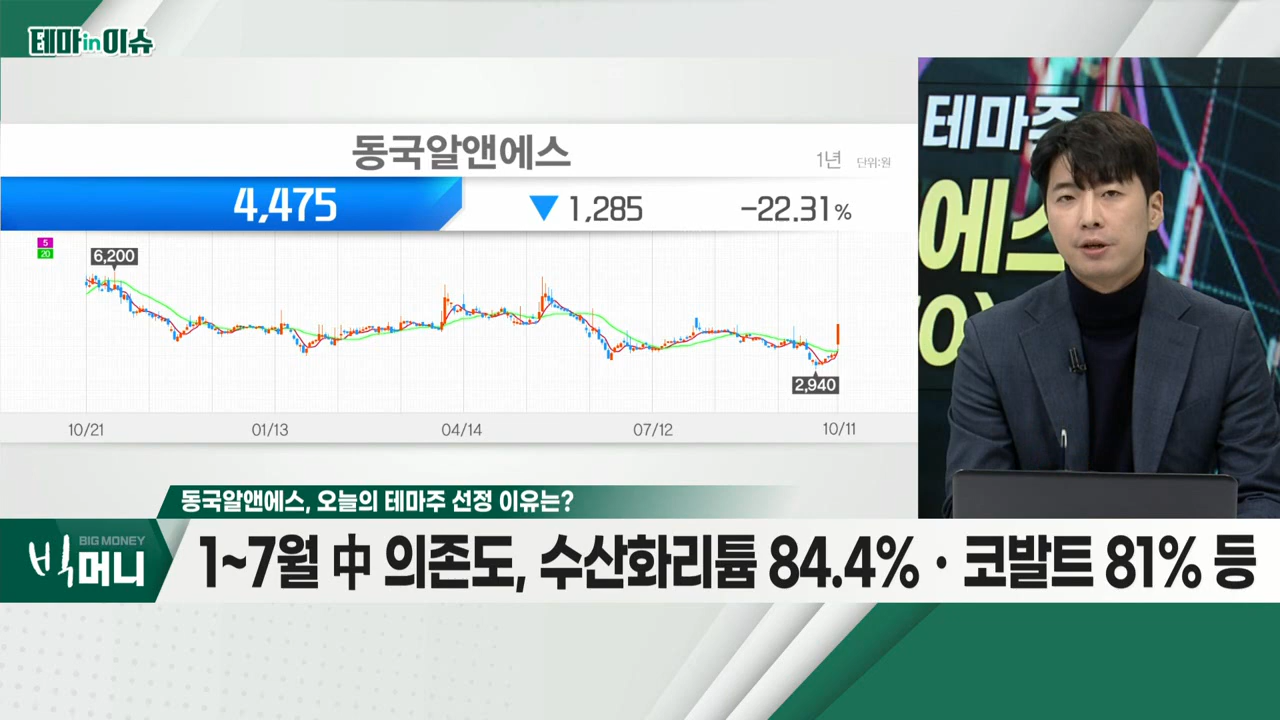 테마in이슈
동국알앤에스
1년 단위:원
4,475 ▼ 1,285 -22.31%
5
20
6,200
2,940
10/21 01/13 04/14 07/12 10/11
테마주
에스
동국알앤에스, 오늘의 테마주 선정 이유는?
BIG MONEY
빅머니
1~7월 中 의존도, 수산화리튬 84.4%·코발트 81% 등